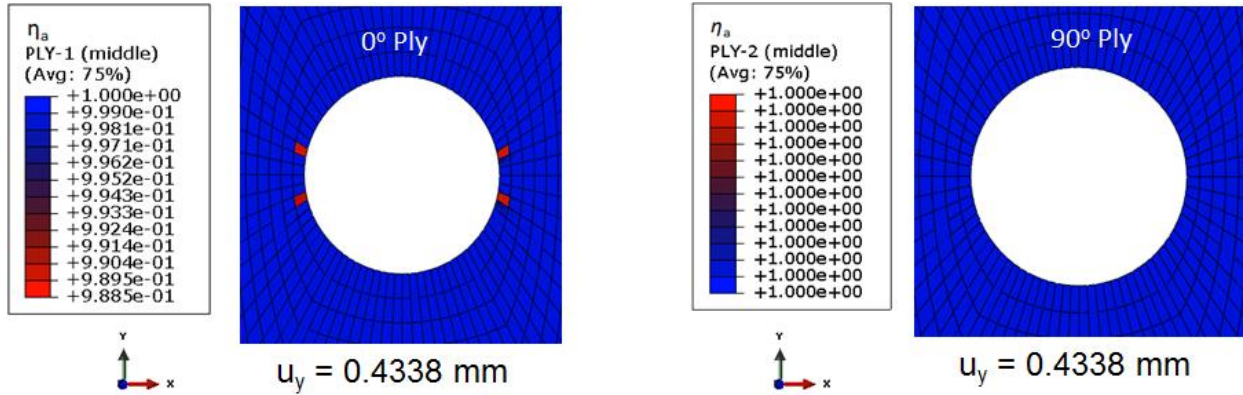 ηa
PLY-1 (middle)
(Avg: 75%)
+1.000e+00
+9.990e-01
+9.981e-01
+9.971e-01
+9.962e-01
+9.952e-01
+9.943e-01
+9.933e-01
+9.924e-01
+9.914e-01
+9.904e-01
+9.895e-01
+9.885e-01
0º Ply
Y
X
uy = 0.4338 mm
ηa
PLY-2 (middle)
(Avg: 75%)
+1.000e+00
+1.000e+00
+1.000e+00
+1.000e+00
+1.000e+00
+1.000e+00
+1.000e+00
+1.000e+00
+1.000e+00
+1.000e+00
+1.000e+00
+1.000e+00
+1.000e+00
90º Ply
Y
X
uy = 0.4338 mm